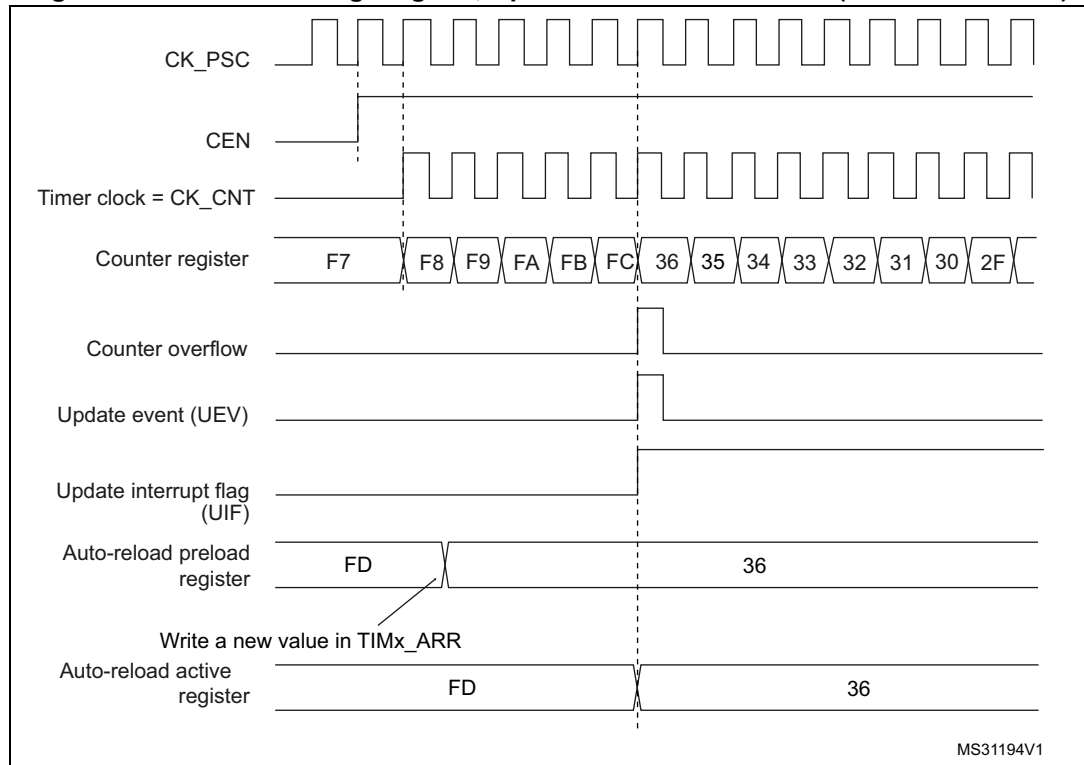 CK_PSC
CEN
Timer clock = CK_CNT
Counter register F7 F8 F9 FA FB FC 36 35 34 33 32 31 30 2F
Counter overflow
Update event (UEV)
Update interrupt flag
(UIF)
Auto-reload preload
register
FD 36
Write a new value in TIMx_ARR
Auto-reload active
register
FD 36
MS31194V1